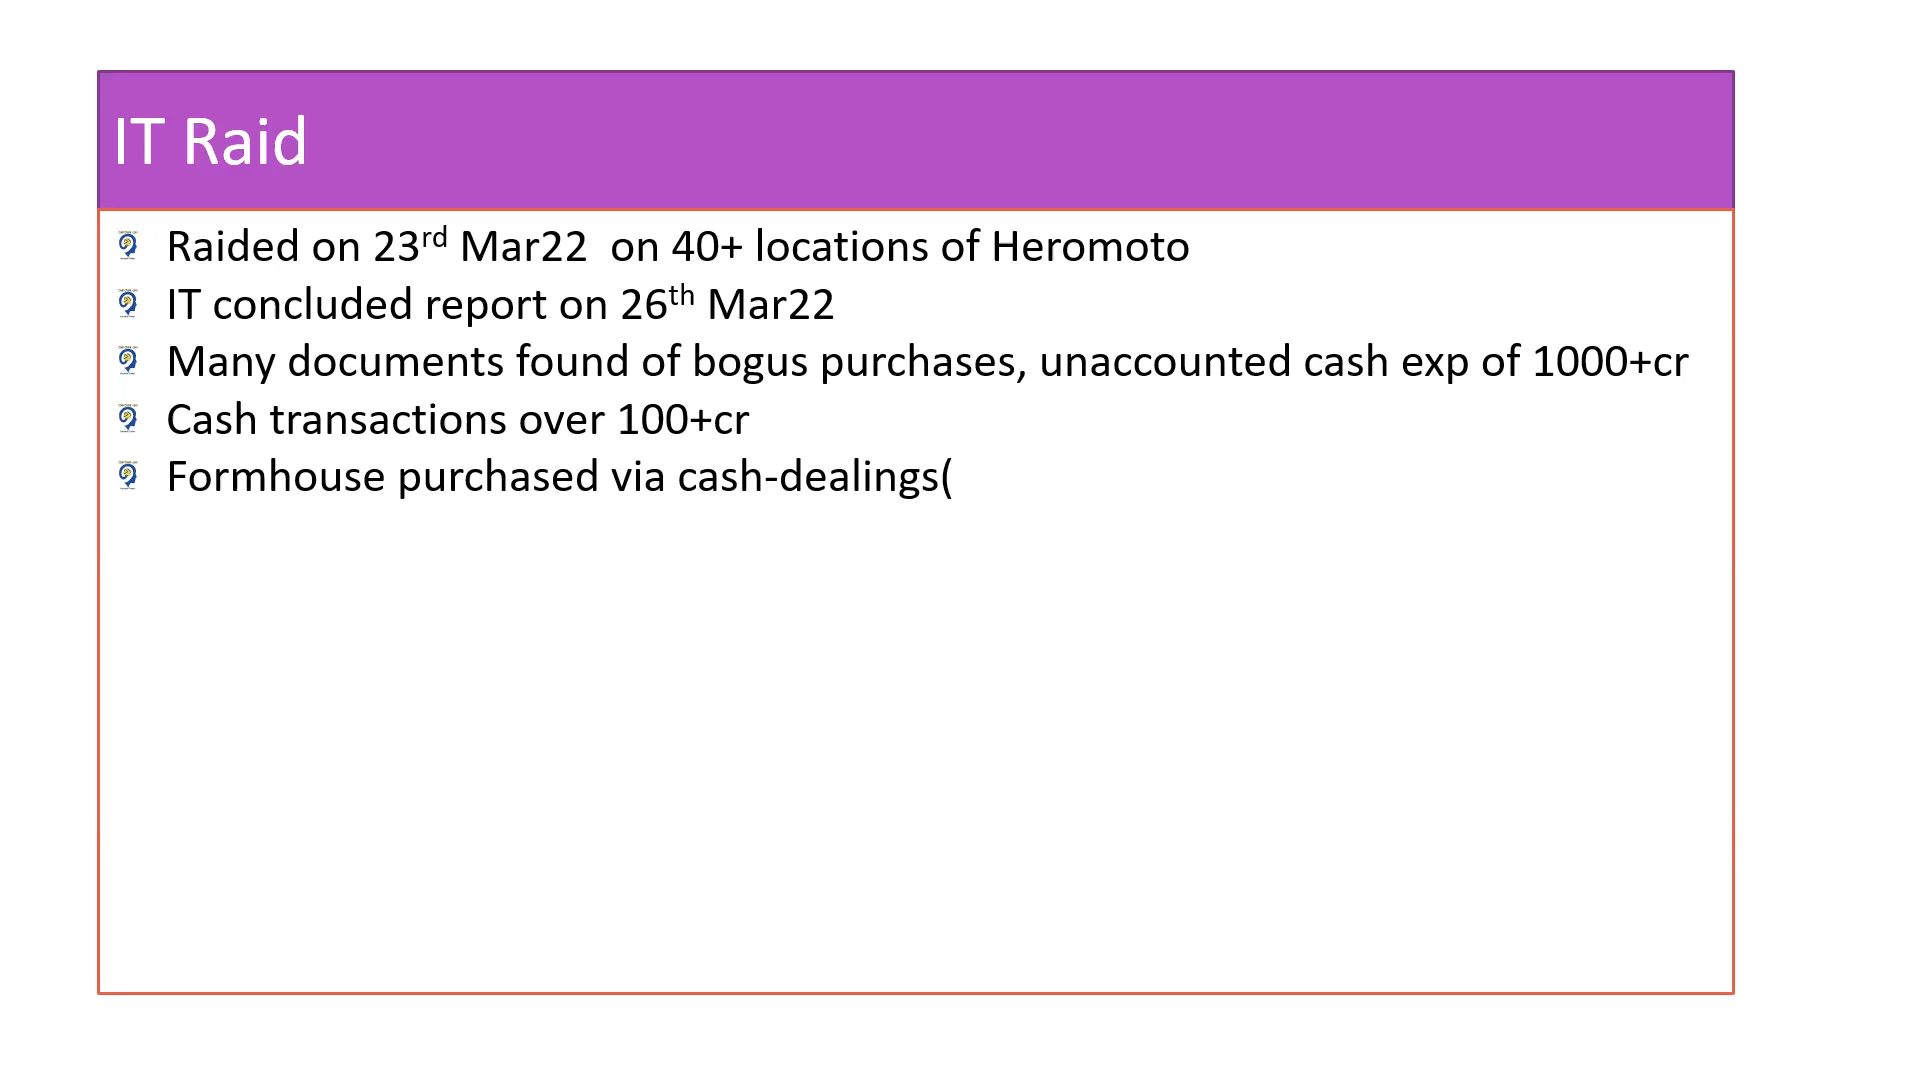 IT Raid
Raided on 23rd Mar22  on 40+ locations of Heromoto
IT concluded report on 26th Mar22
Many documents found of bogus purchases, unaccounted cash exp of 1000+cr
Cash transactions over 100+cr
Formhouse purchased via cash-dealings(